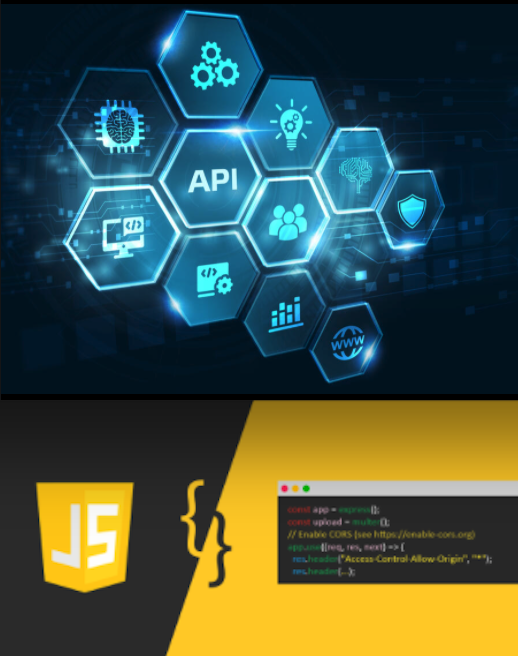 API
</>
</>
WWW
JS
{ }
const app = express();
const upload = multer();
// Enable CORS (see https://enable-cors.org)
app.use((req, res, next) => {
res.header("Access-Control-Allow-Origin", "*");
res.header(...);